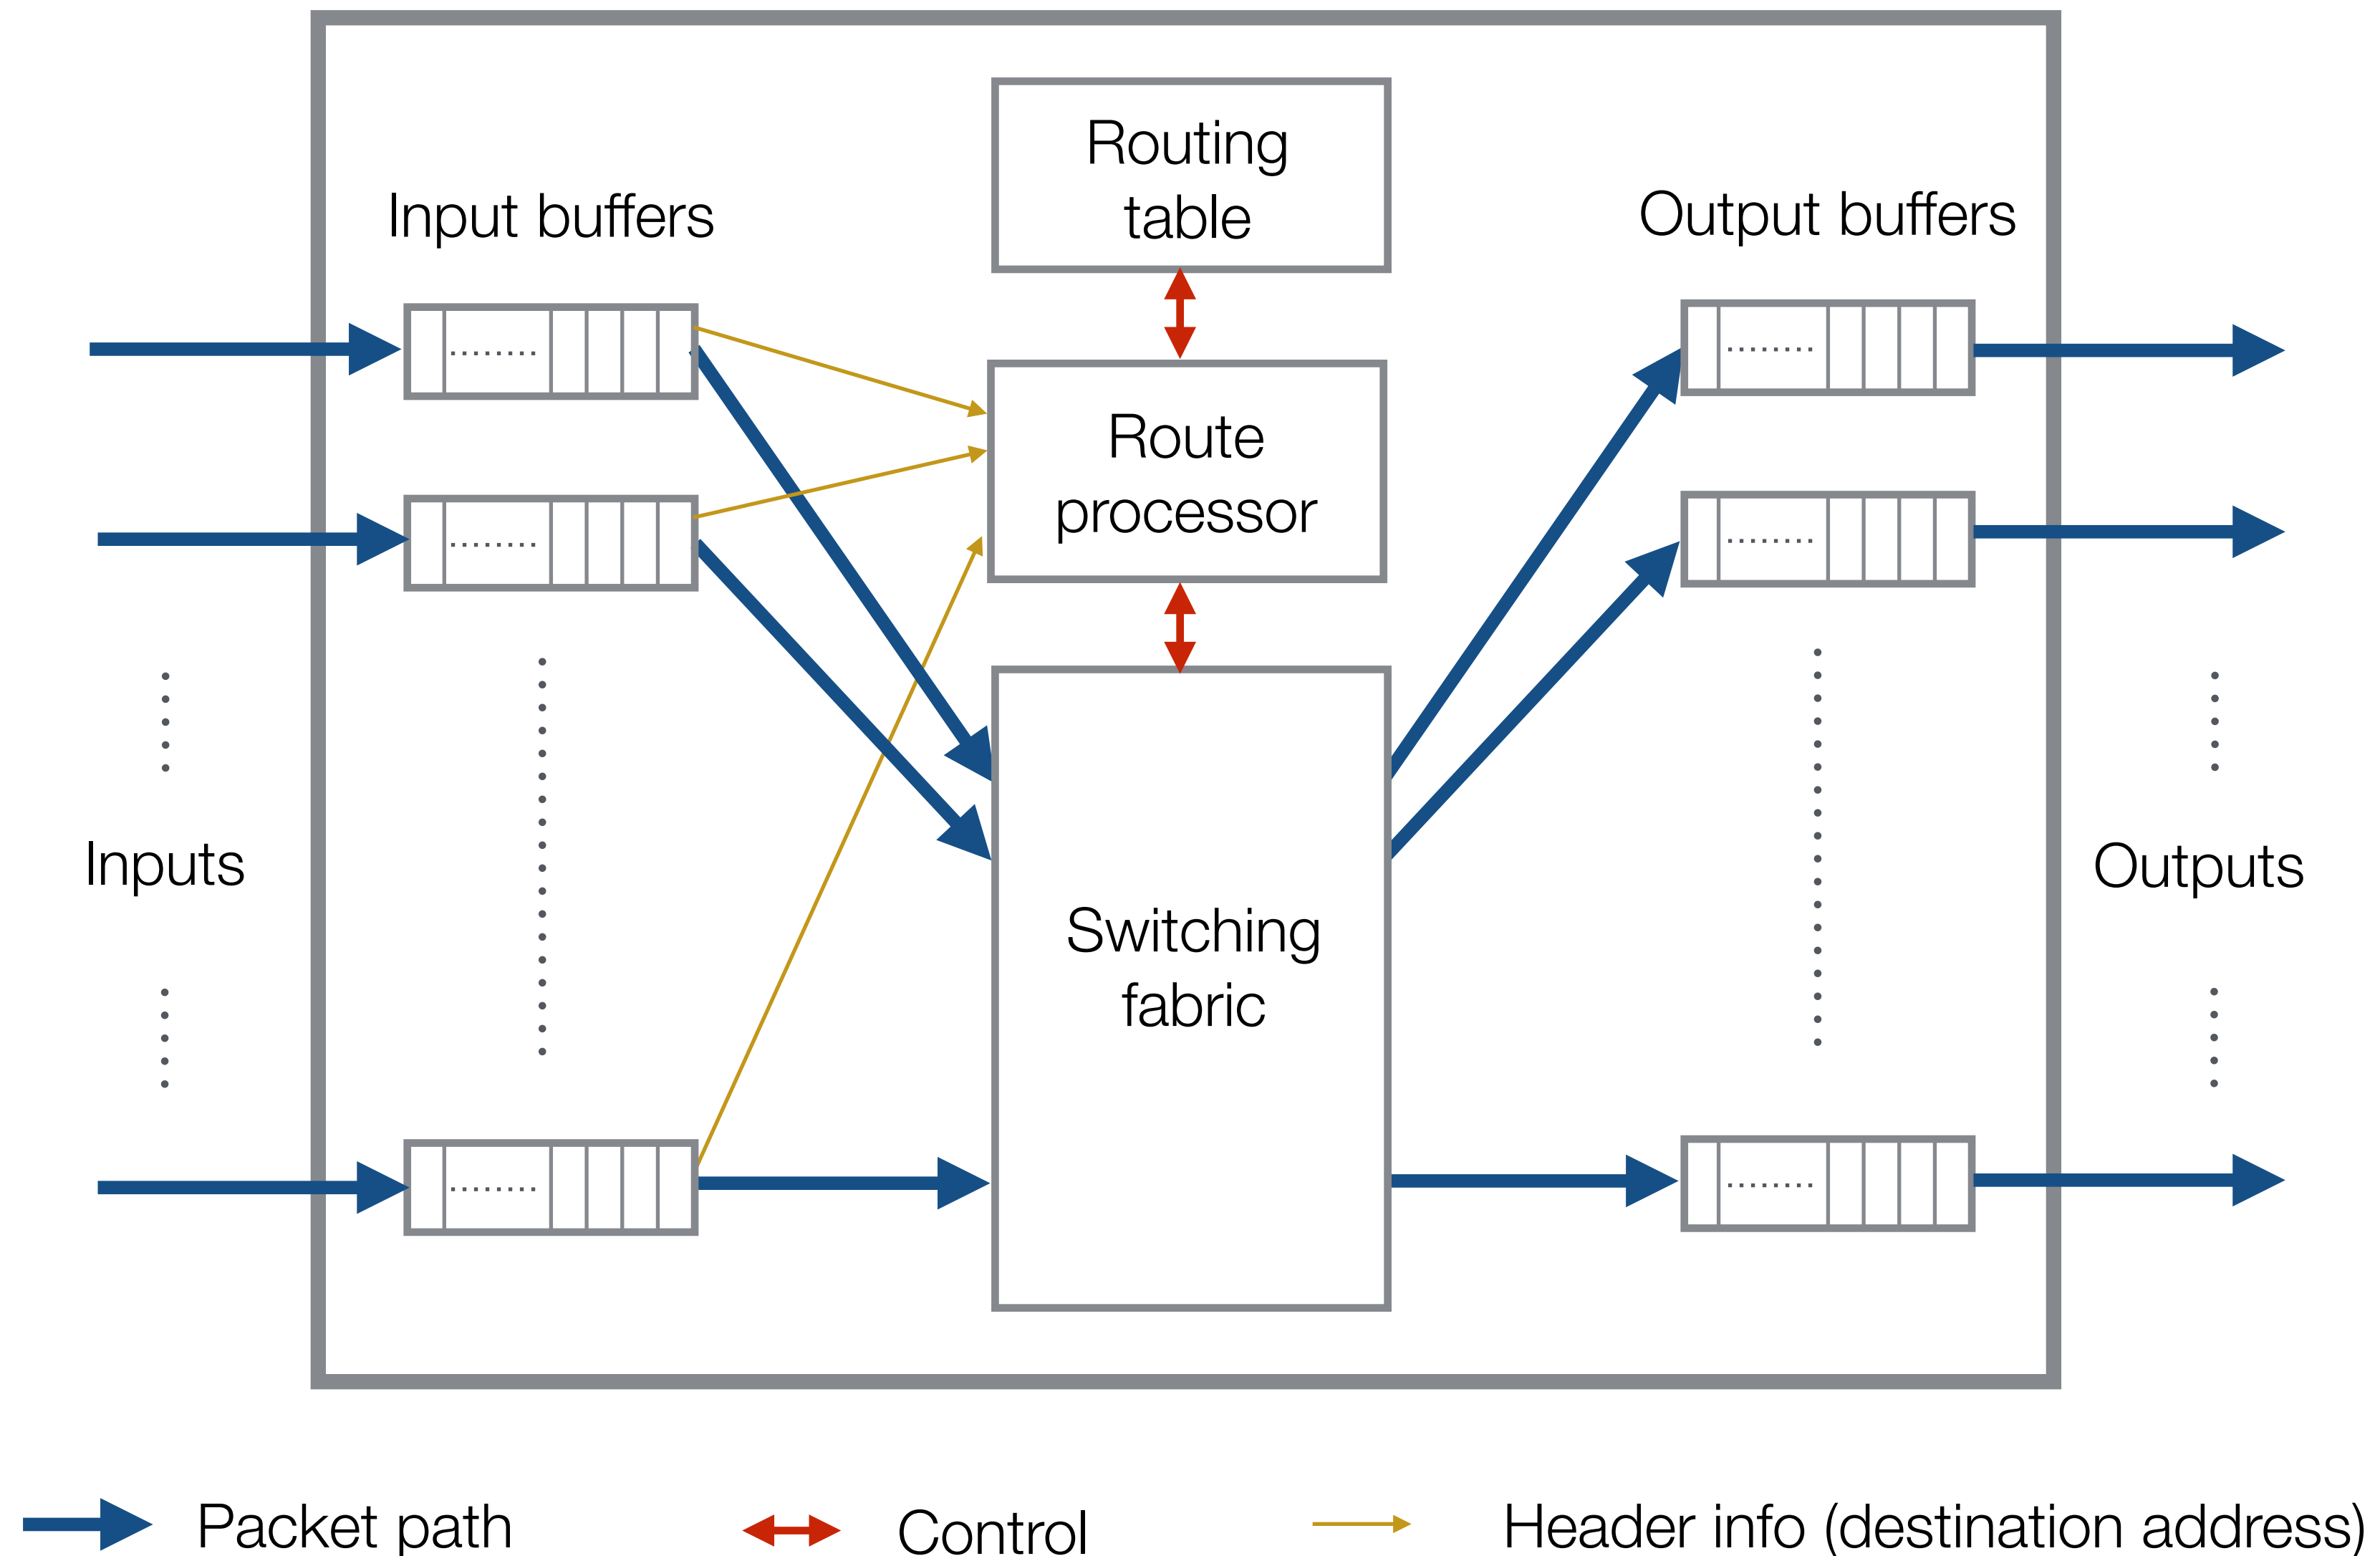 Routing
table
Input buffers
Output buffers
Route
processor
Inputs
Outputs
Switching
fabric
Packet path
Control
Header info (destination address)